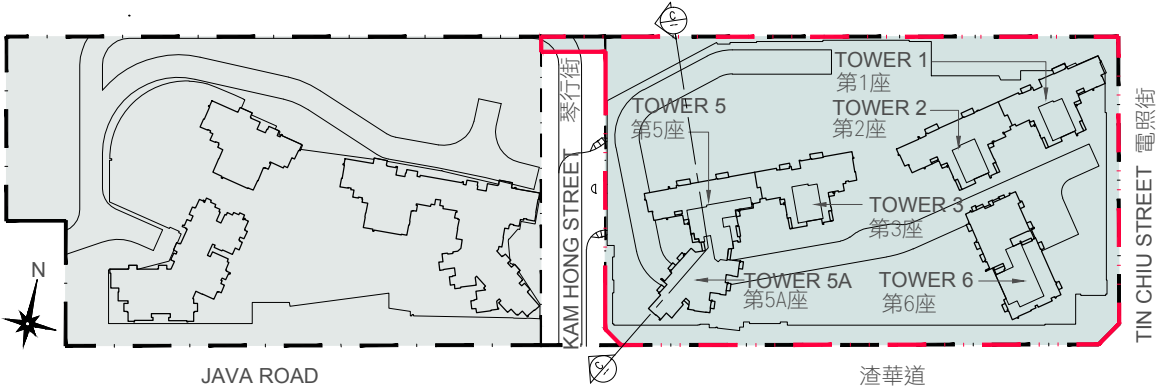 C
TOWER 1
第1座
TOWER 2
第2座
TOWER 5
第5座
KAM HONG STREET 琴行街
TIN CHIU STREET 電照街
TOWER 3
第3座
N
TOWER 5A
第5A座
TOWER 6
第6座
C
JAVA ROAD
渣華道